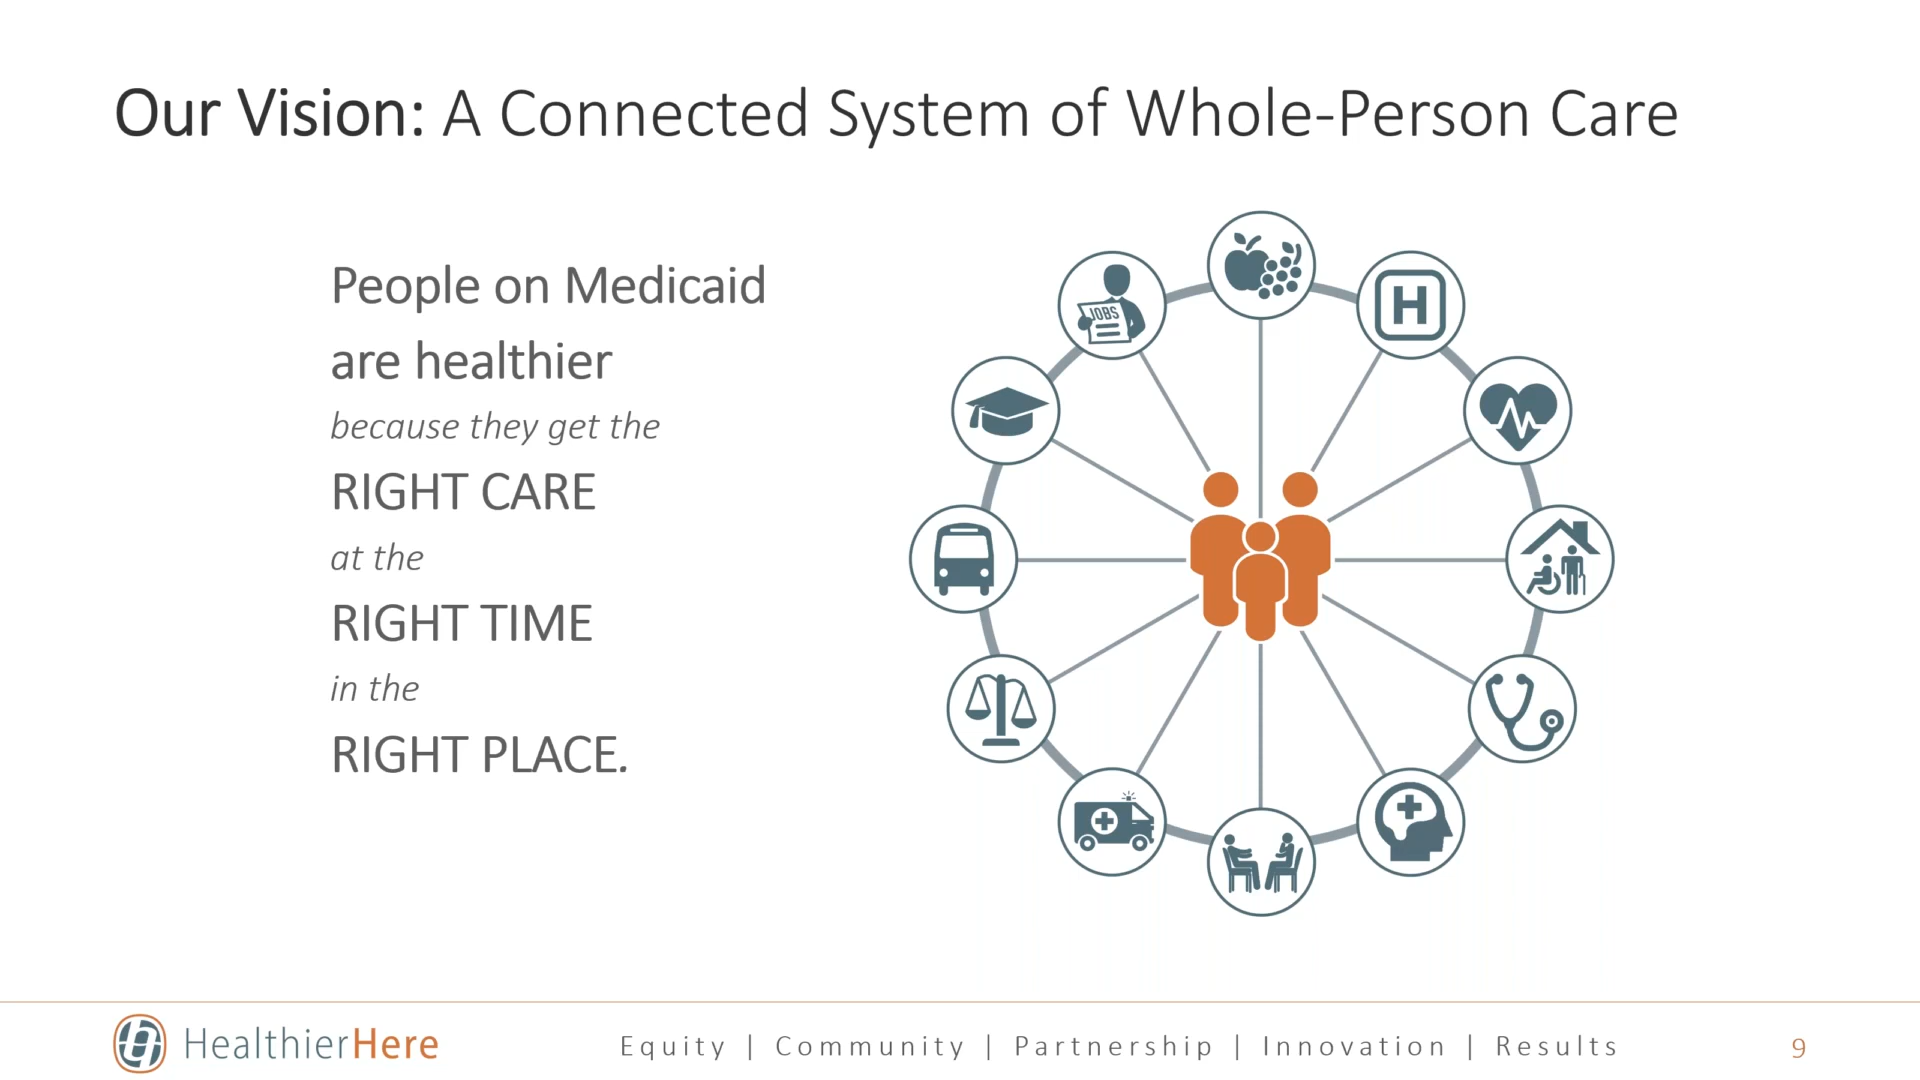 Our Vision: A Connected System of Whole-Person Care
People on Medicaid
are healthier
because they get the
RIGHT CARE
at the
RIGHT TIME
in the
RIGHT PLACE.
JOBS
H
HealthierHere
Equity | Community | Partnership | Innovation | Results
9